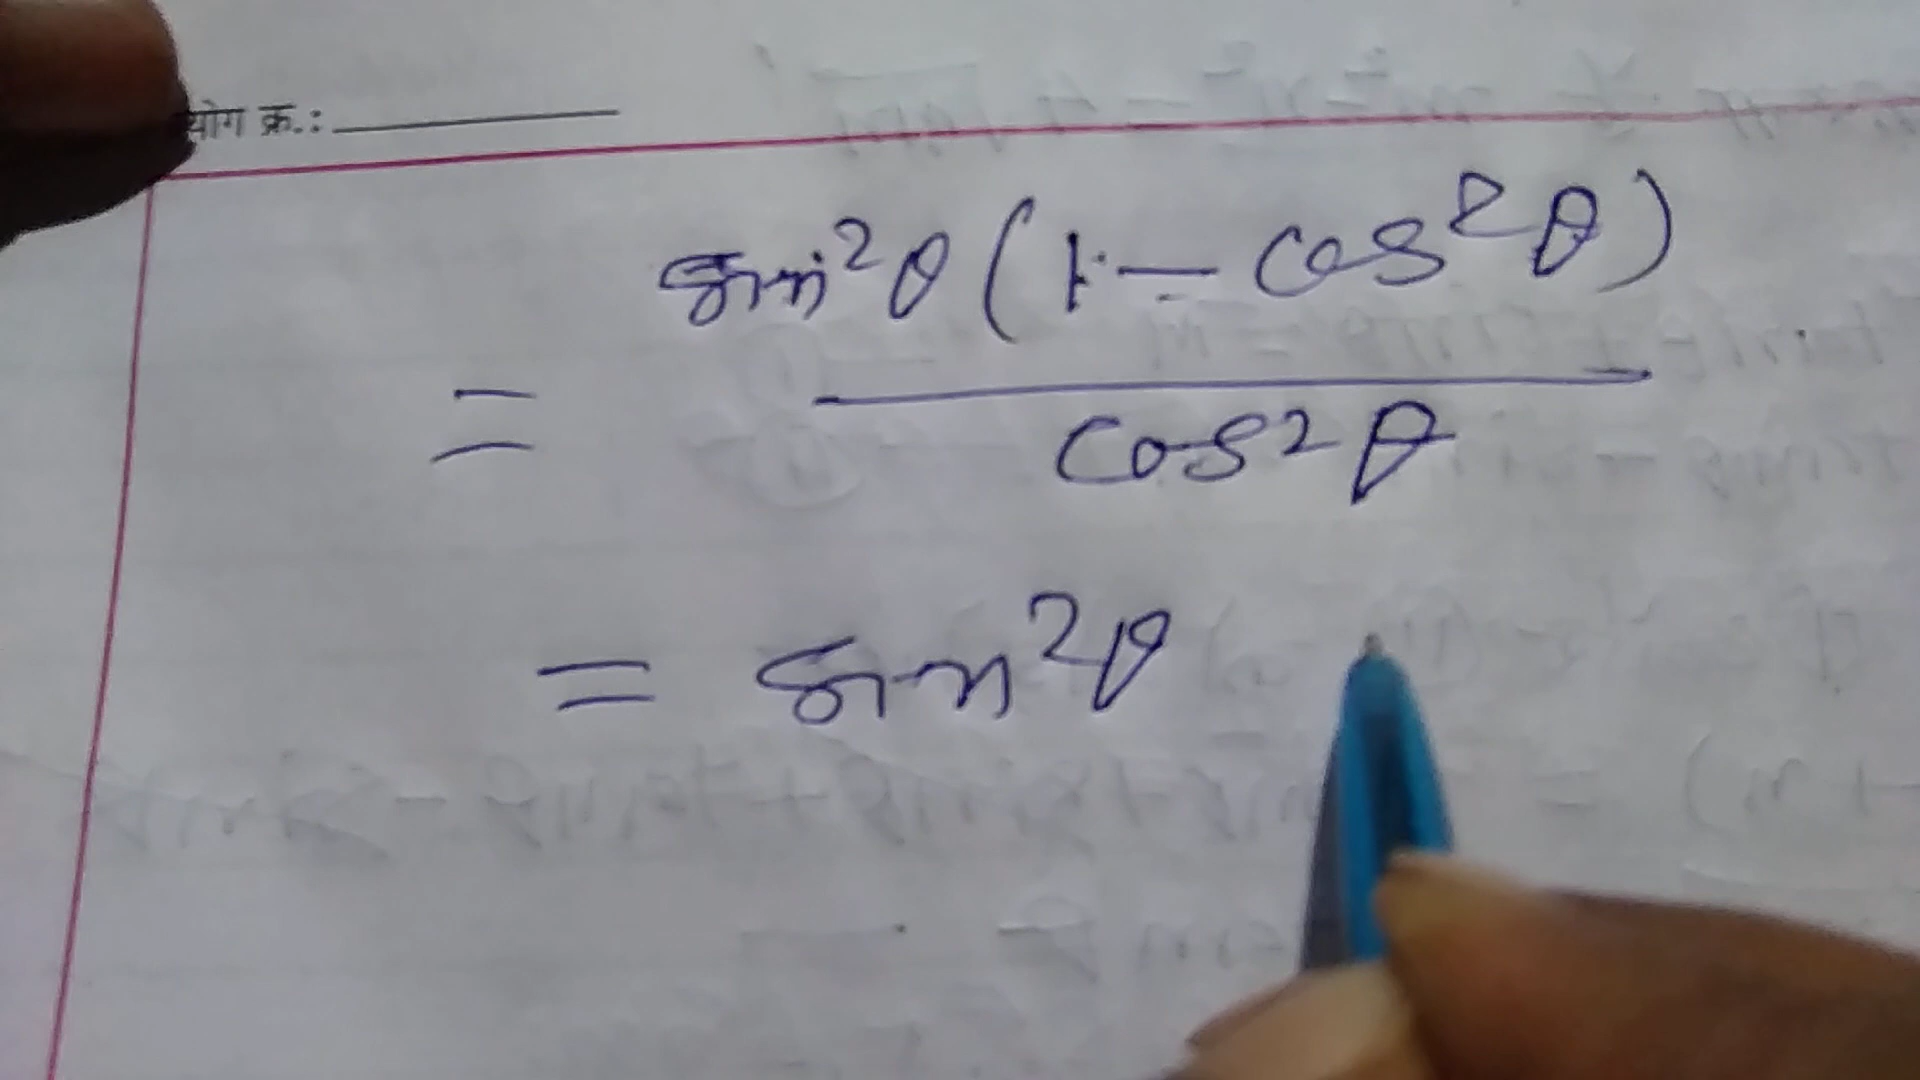 योग क्र.:
= sin²θ(1 - cos²θ) / cos²θ
= sin²θ